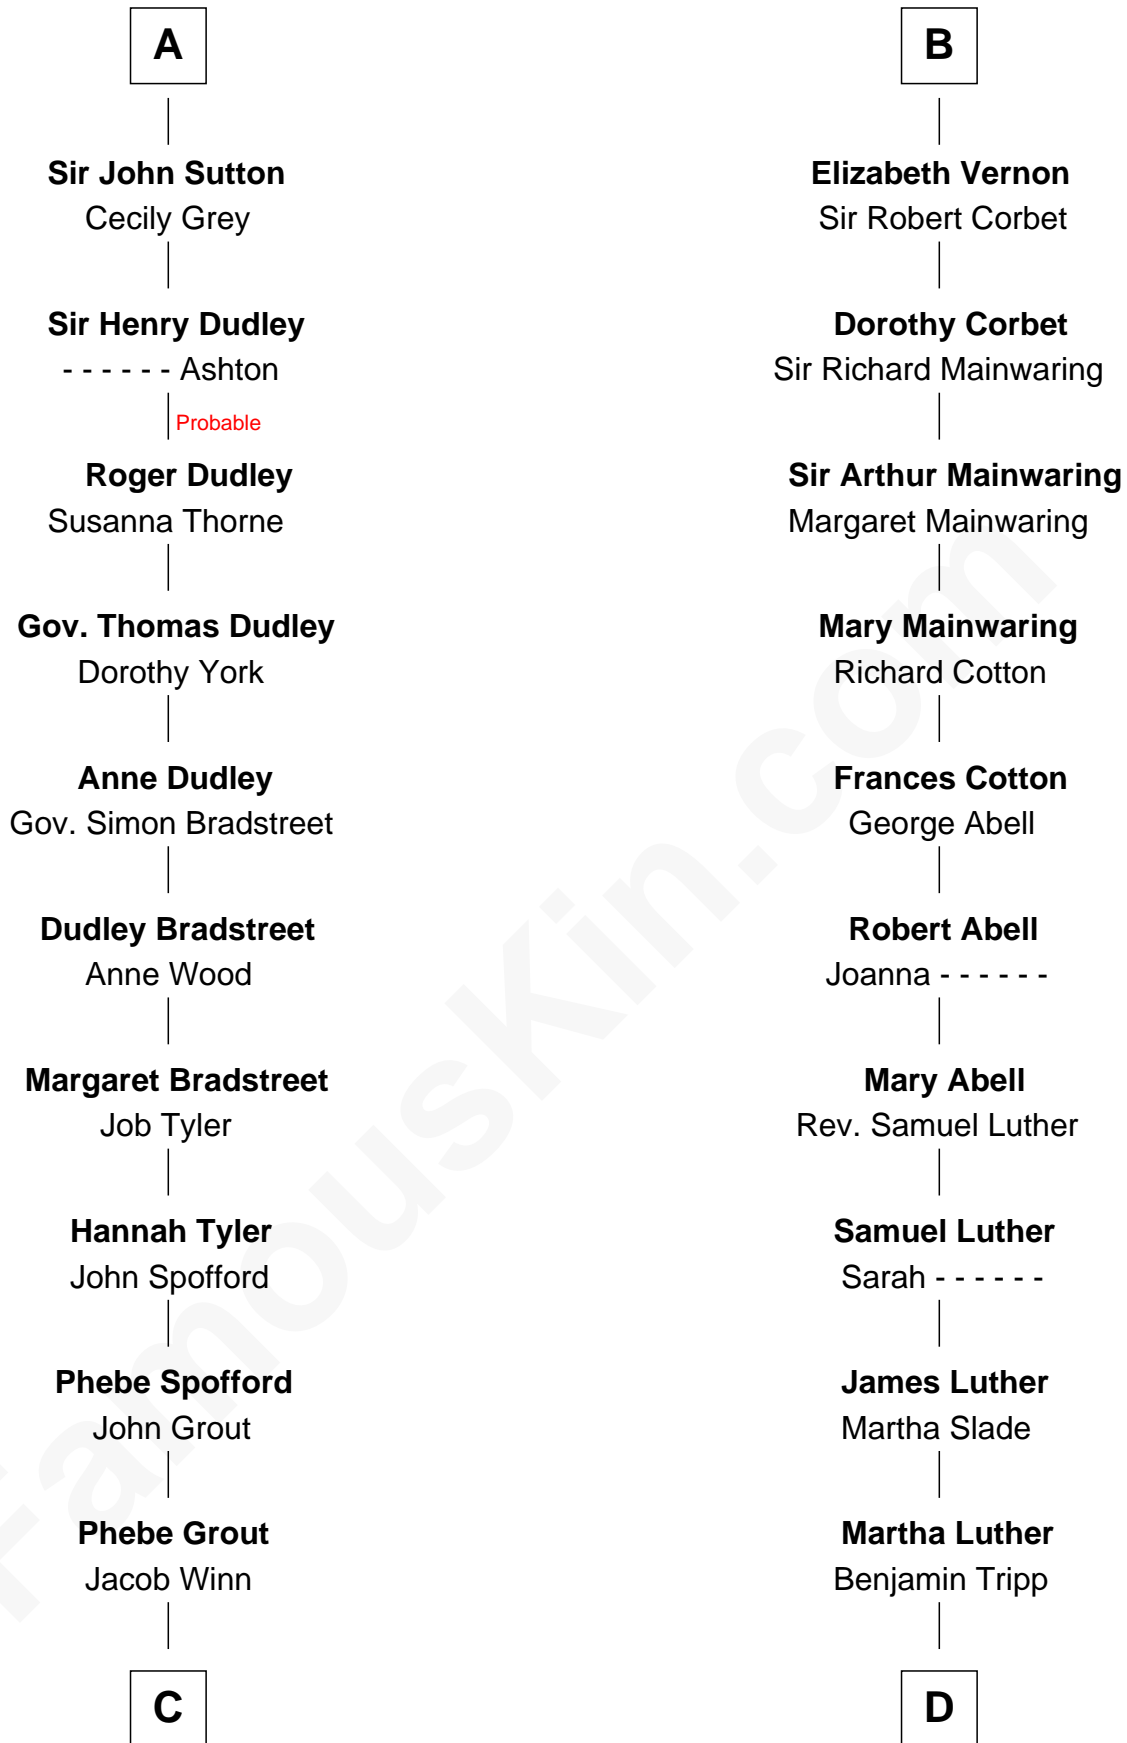 A
Sir John Sutton
Cecily Grey
Sir Henry Dudley
- - - - - - Ashton
Probable
Roger Dudley
Susanna Thorne
Gov. Thomas Dudley
Dorothy York
Anne Dudley
Gov. Simon Bradstreet
Dudley Bradstreet
Anne Wood
Margaret Bradstreet
Job Tyler
Hannah Tyler
John Spofford
Phebe Spofford
John Grout
Phebe Grout
Jacob Winn
C
B
Elizabeth Vernon
Sir Robert Corbet
Dorothy Corbet
Sir Richard Mainwaring
Sir Arthur Mainwaring
Margaret Mainwaring
Mary Mainwaring
Richard Cotton
Frances Cotton
George Abell
Robert Abell
Joanna - - - - - -
Mary Abell
Rev. Samuel Luther
Samuel Luther
Sarah - - - - - -
James Luther
Martha Slade
Martha Luther
Benjamin Tripp
D
FamousKin.com